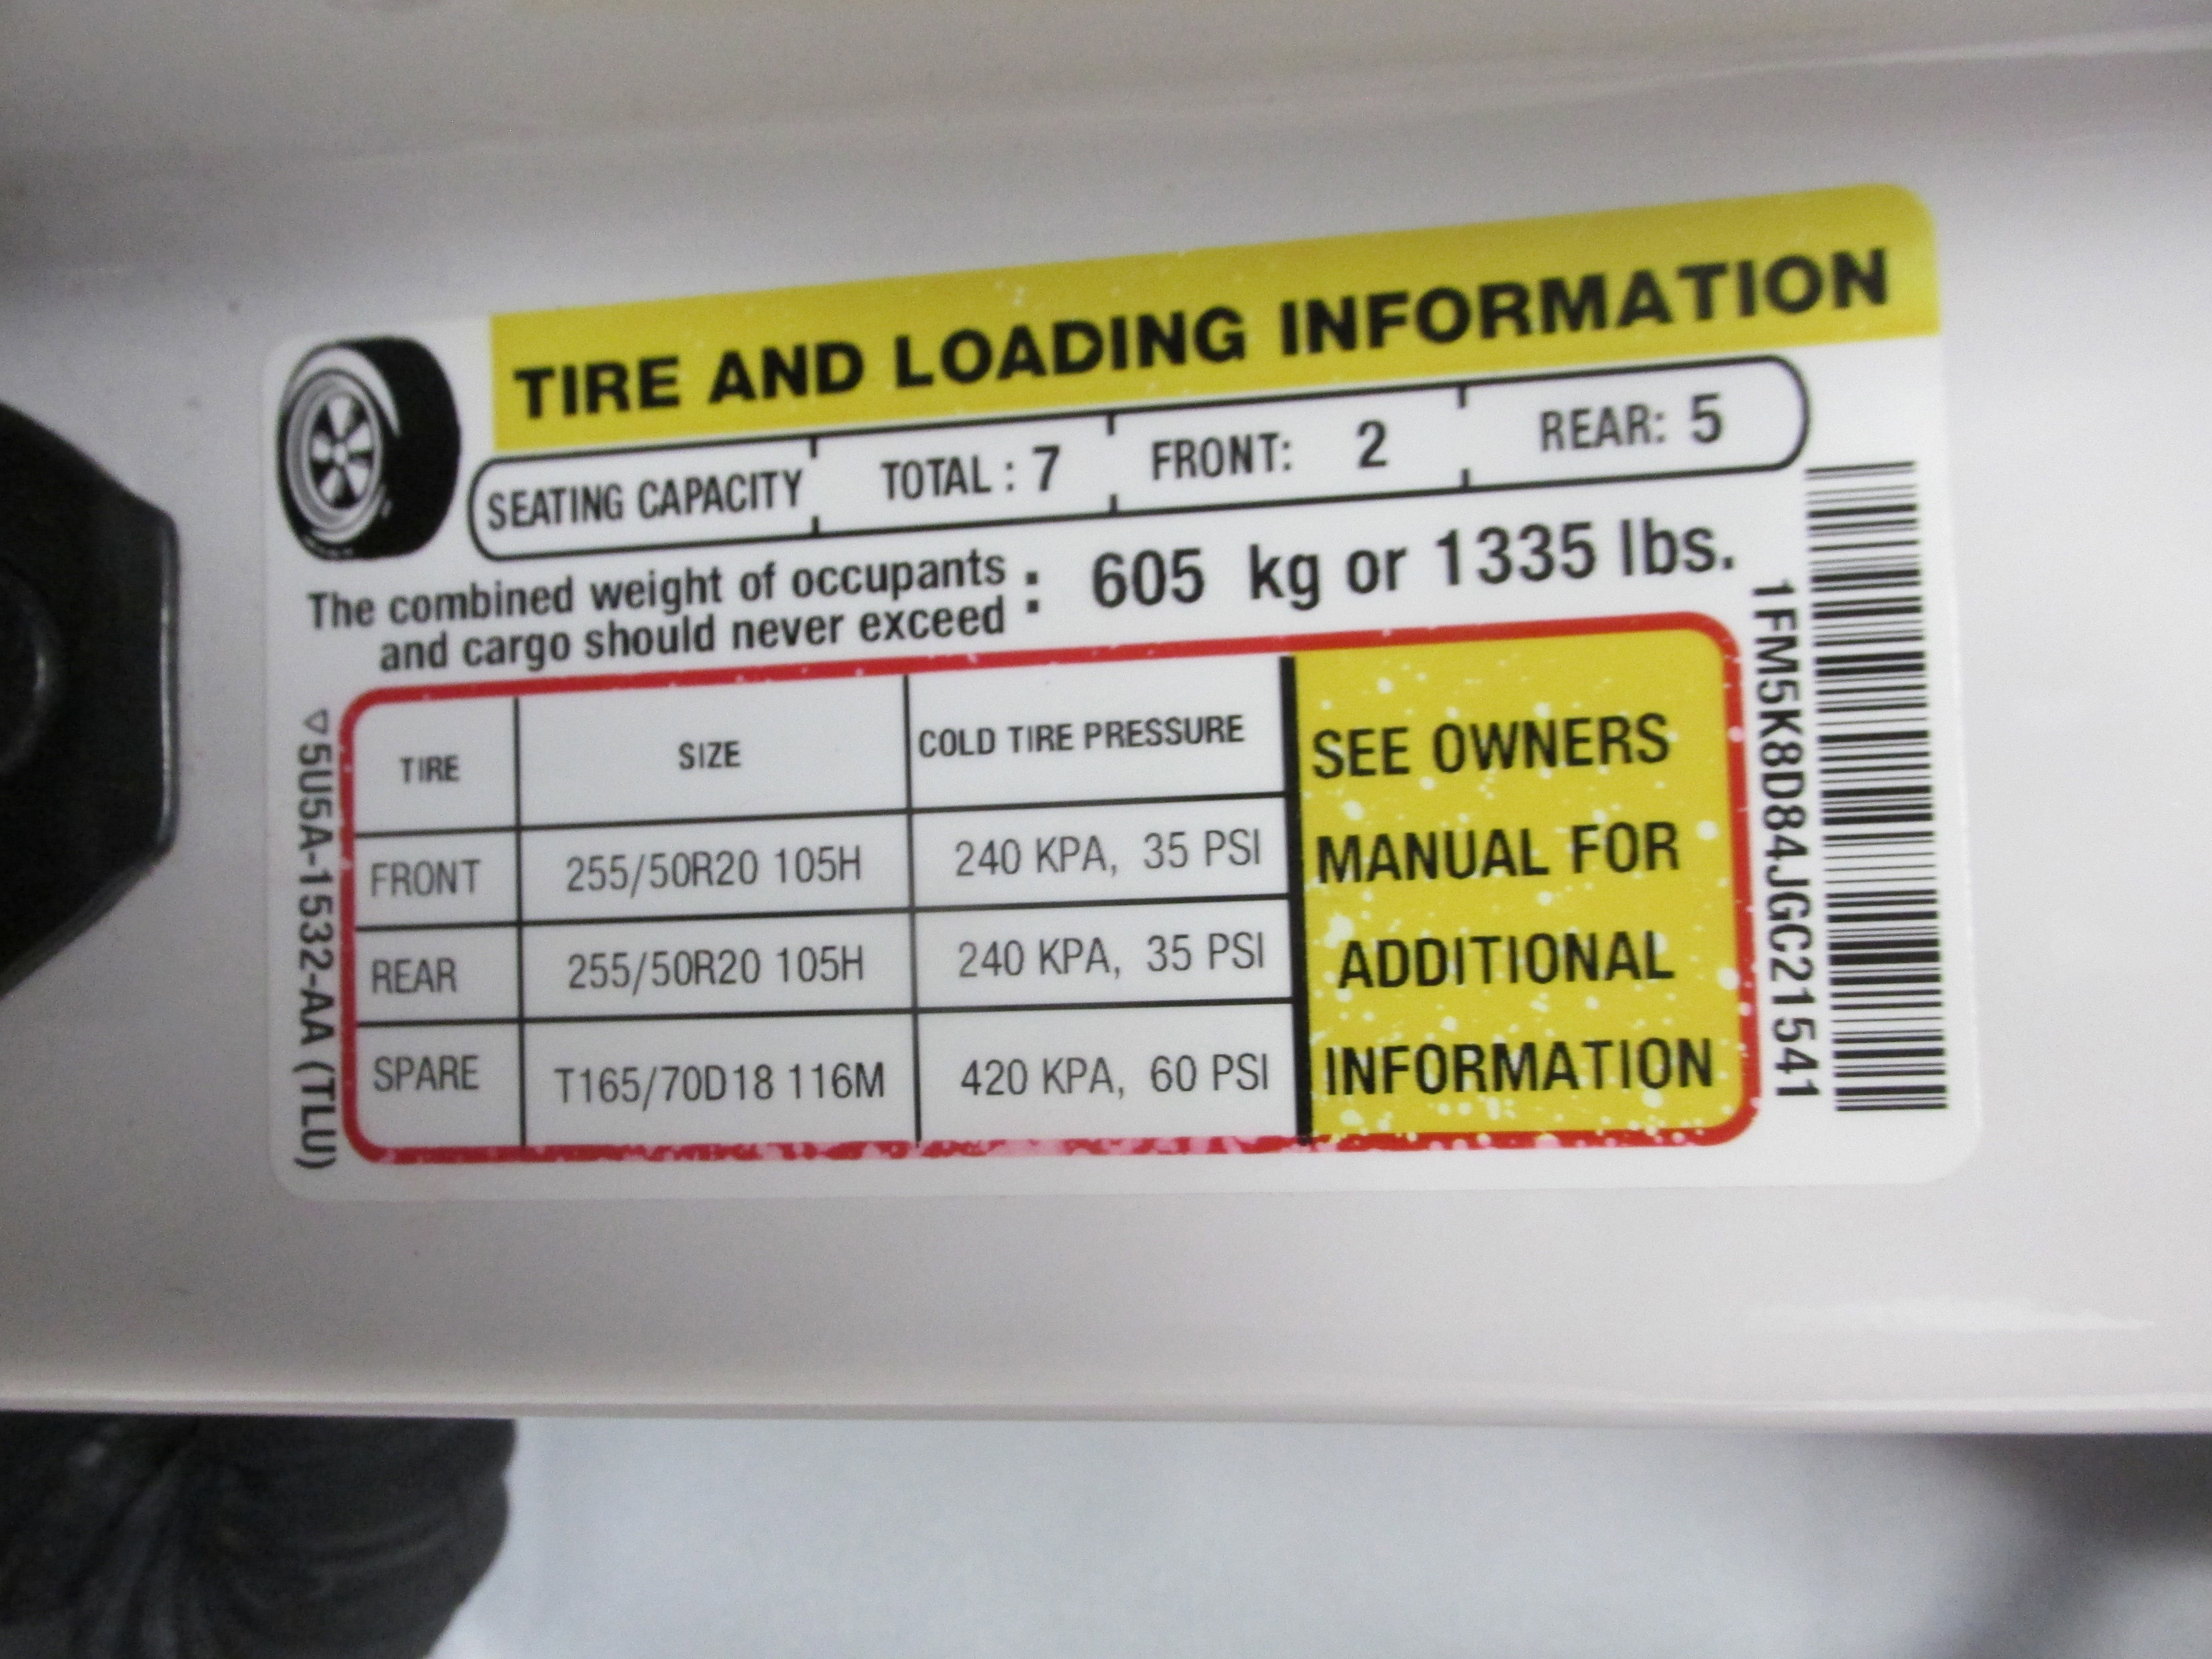 TIRE AND LOADING INFORMATION
SEATING CAPACITY TOTAL : 7 FRONT: 2 REAR: 5
The combined weight of occupants
and cargo should never exceed : 605 kg or 1335 lbs.
TIRE SIZE COLD TIRE PRESSURE
FRONT 255/50R20 105H 240 KPA, 35 PSI
REAR 255/50R20 105H 240 KPA, 35 PSI
SPARE T165/70D18 116M 420 KPA, 60 PSI
SEE OWNERS
MANUAL FOR
ADDITIONAL
INFORMATION
5U5A-1532-AA (TLU)
1FM5K8D84JGC21541